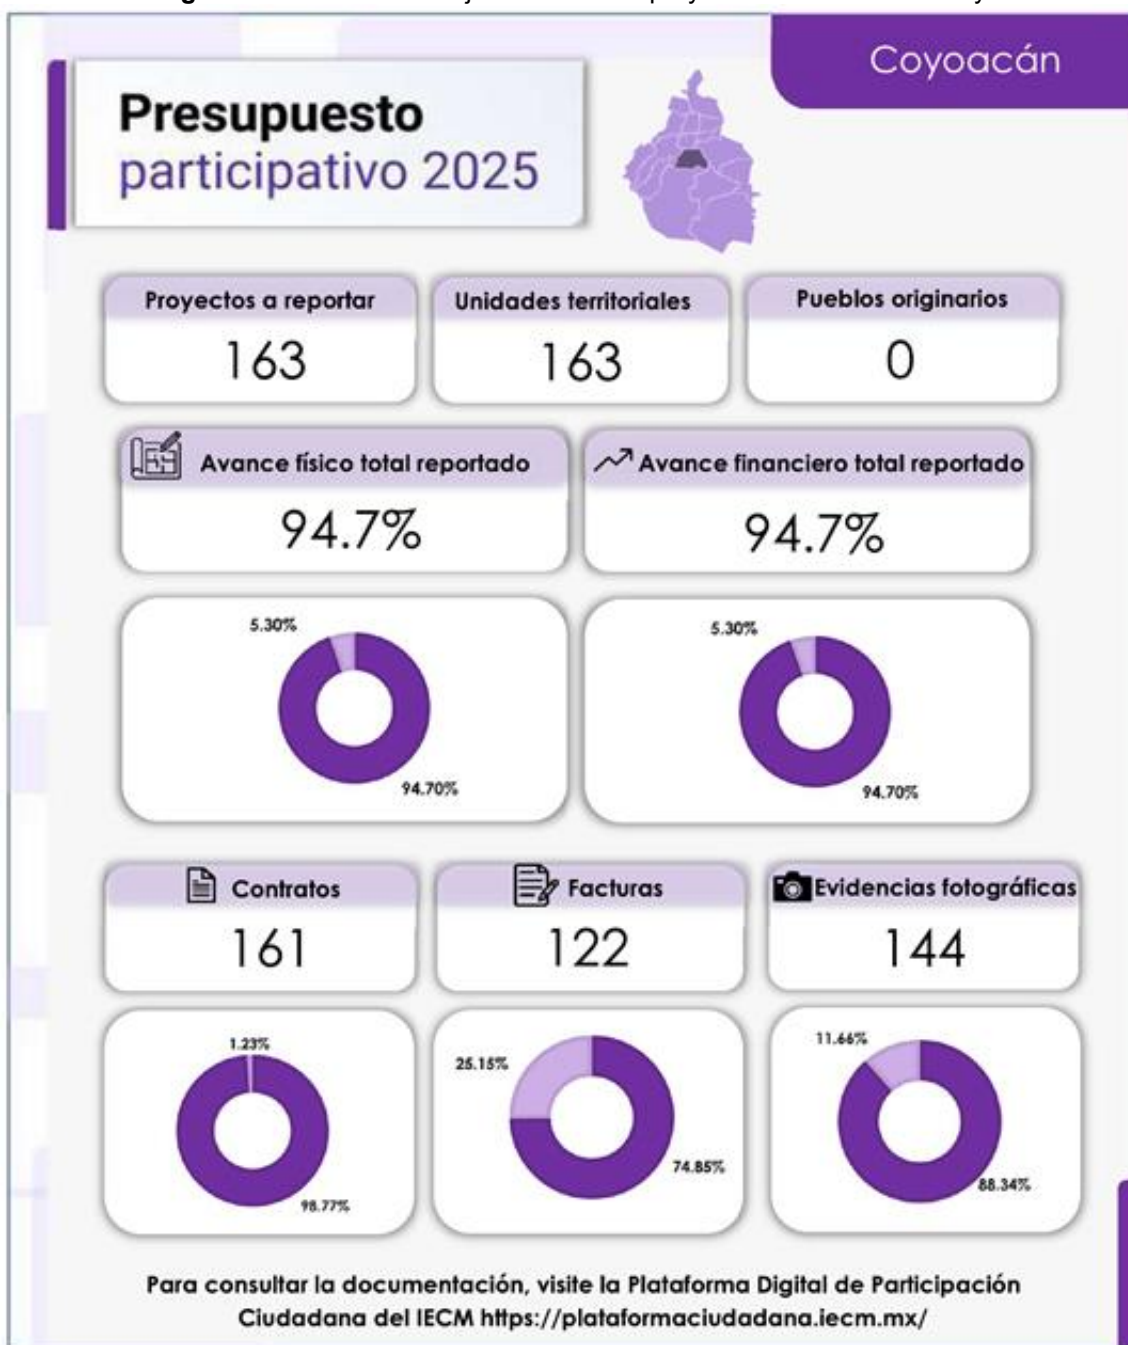 Coyoacán
Presupuesto
participativo 2025
Proyectos a reportar
163
Unidades territoriales
163
Pueblos originarios
0
Avance físico total reportado
94.7%
Avance financiero total reportado
94.7%
5.30%
94.70%
5.30%
94.70%
Contratos
161
Facturas
122
Evidencias fotográficas
144
1.23%
98.77%
25.15%
74.85%
11.66%
88.34%
Para consultar la documentación, visite la Plataforma Digital de Participación
Ciudadana del IECM https://plataformaciudadana.iecm.mx/